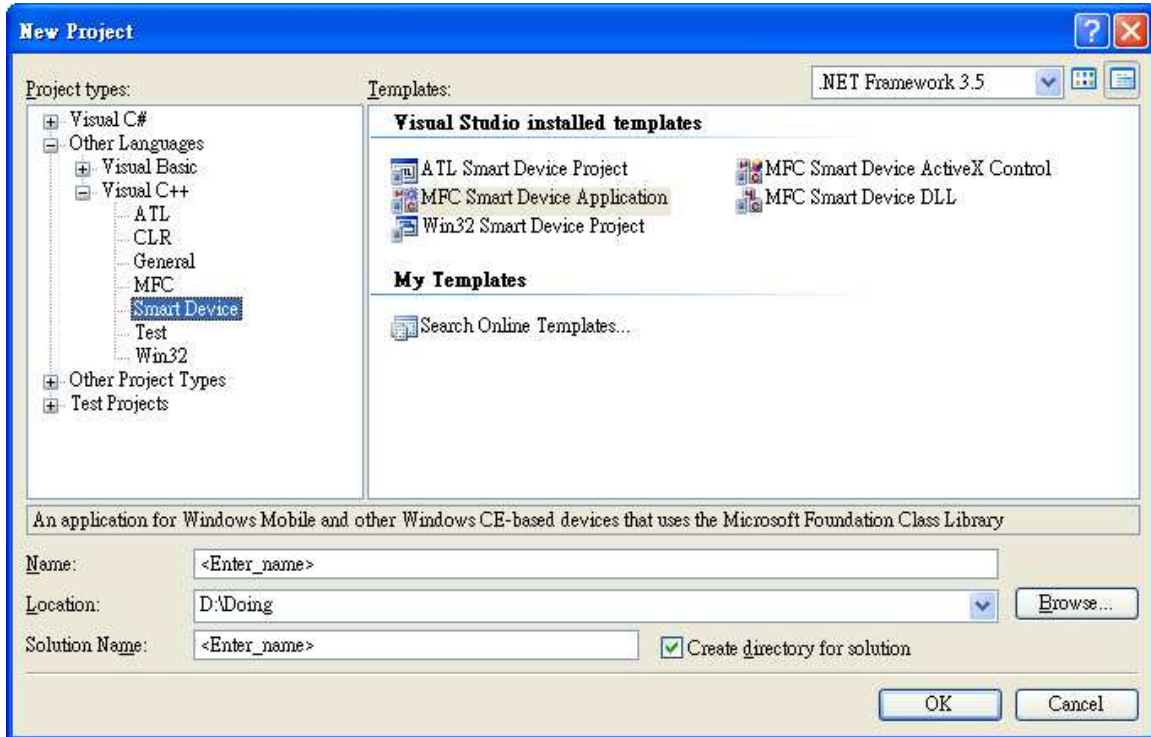 New Project
Project types:
Templates:
.NET Framework 3.5
Visual C#
Other Languages
Visual Basic
Visual C++
ATL
CLR
General
MFC
Smart Device
Test
Win32
Other Project Types
Test Projects
Visual Studio installed templates
ATL Smart Device Project
MFC Smart Device ActiveX Control
MFC Smart Device Application
MFC Smart Device DLL
Win32 Smart Device Project
My Templates
Search Online Templates...
An application for Windows Mobile and other Windows CE-based devices that uses the Microsoft Foundation Class Library
Name:
<Enter_name>
Location:
D:\Doing
Browse...
Solution Name:
<Enter_name>
Create directory for solution
OK
Cancel